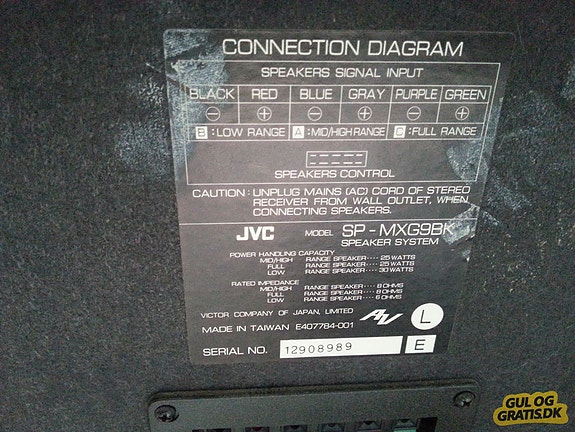 CONNECTION DIAGRAM
SPEAKERS SIGNAL INPUT
BLACK RED BLUE GRAY PURPLE GREEN
⊖ ⊕ ⊖ ⊕ ⊖ ⊕
B :LOW RANGE A :MID/HIGH RANGE C :FULL RANGE
SPEAKERS CONTROL
CAUTION : UNPLUG MAINS (AC) CORD OF STEREO
RECEIVER FROM WALL OUTLET, WHEN
CONNECTING SPEAKERS.
JVC MODEL SP-MXG9BK
SPEAKER SYSTEM
POWER HANDLING CAPACITY
MID/HIGH RANGE SPEAKER ···· 25 WATTS
FULL RANGE SPEAKER ···· 25 WATTS
LOW RANGE SPEAKER ···· 30 WATTS
RATED IMPEDANCE
MID/HIGH RANGE SPEAKER ···· 8 OHMS
FULL RANGE SPEAKER ···· 8 OHMS
LOW RANGE SPEAKER ···· 6 OHMS
VICTOR COMPANY OF JAPAN, LIMITED AV L
MADE IN TAIWAN E407784-001
SERIAL NO. 12908989 E
GUL OG
GRATIS.DK